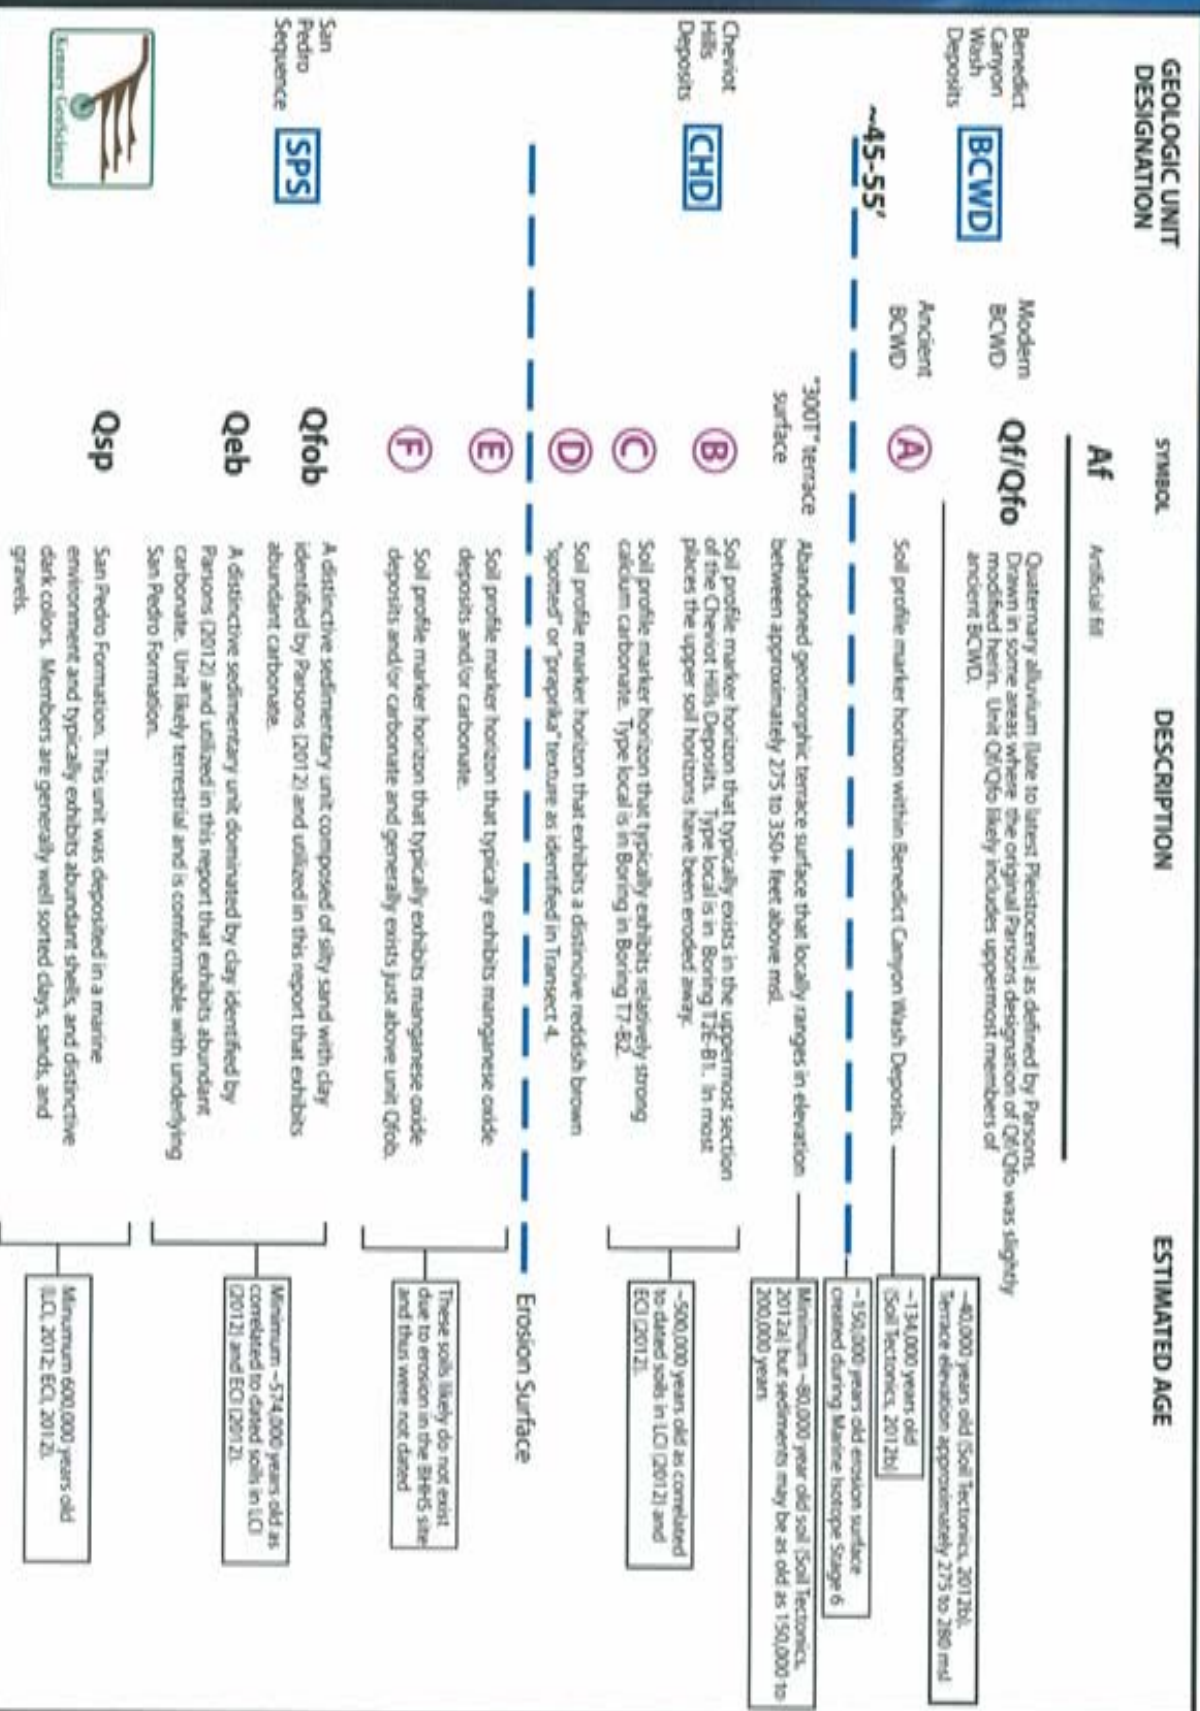 GEOLOGIC UNIT
DESIGNATION
SYMBOL
DESCRIPTION
ESTIMATED AGE
Af
Artificial fill
Benedict
Canyon
Wash
Deposits
BCWD
Modern
BCWD
Qf/Qfo
Quaternary alluvium (late to latest Pleistocene) as defined by Parsons.
Drawn in some areas where the original Parsons designation of Qf/Qfo was slightly
modified herin. Unit Qf/Qfo likely includes uppermost members of
ancient BCWD.
~40,000 years old (Soil Tectonics, 2012b).
Terrace elevation approximately 275 to 280 msl
Ancient
BCWD
A
Soil profile marker horizon within Benedict Canyon Wash Deposits.
~134,000 years old
(Soil Tectonics, 2012b)
~45-55'
~150,000 years old erosion surface
created during Marine Isotope Stage 6
"300T" terrace
surface
Abandoned geomorphic terrace surface that locally ranges in elevation
between approximately 275 to 350+ feet above msl.
Minimum ~80,000 year old soil (Soil Tectonics,
2012a) but sediments may be as old as 150,000 to
200,000 years
Cheviot
Hills
Deposits
CHD
B
Soil profile marker horizon that typically exists in the uppermost section
of the Cheviot Hills Deposits. Type local is in Boring T2E-B1. In most
places the upper soil horizons have been eroded away.
C
Soil profile marker horizon that typically exhibits relatively strong
calcium carbonate. Type local is in Boring in Boring T7-B2.
~500,000 years old as correlated
to dated soils in LCI (2012) and
ECI (2012).
D
Soil profile marker horizon that exhibits a distincive reddish brown
"spotted" or "praprika" texture as identified in Transect 4.
Erosion Surface
E
Soil profile marker horizon that typically exhibits manganese oxide
deposits and/or carbonate.
F
Soil profile marker horizon that typically exhibits manganese oxide
deposits and/or carbonate and generally exists just above unit Qfob.
These soils likely do not exist
due to erosion in the BHHS site
and thus were not dated
San
Pedro
Sequence
SPS
Qfob
A distinctive sedimentary unit composed of silty sand with clay
identified by Parsons (2012) and utilized in this report that exhibits
abundant carbonate.
Qeb
A distinctive sedimentary unit dominated by clay identified by
Parsons (2012) and utilized in this report that exhibits abundant
carbonate. Unit likely terrestrial and is comformable with underlying
San Pedro Formation.
Minimum ~574,000 years old as
correlated to dated soils in LCI
(2012) and ECI (2012).
Qsp
San Pedro Formation. This unit was deposited in a marine
environment and typically exhibits abundant shells, and distinctive
dark colors. Members are generally well sorted clays, sands, and
gravels.
Minimum 600,000 years old
(LCI, 2012; ECI, 2012).
Kenney GeoScience